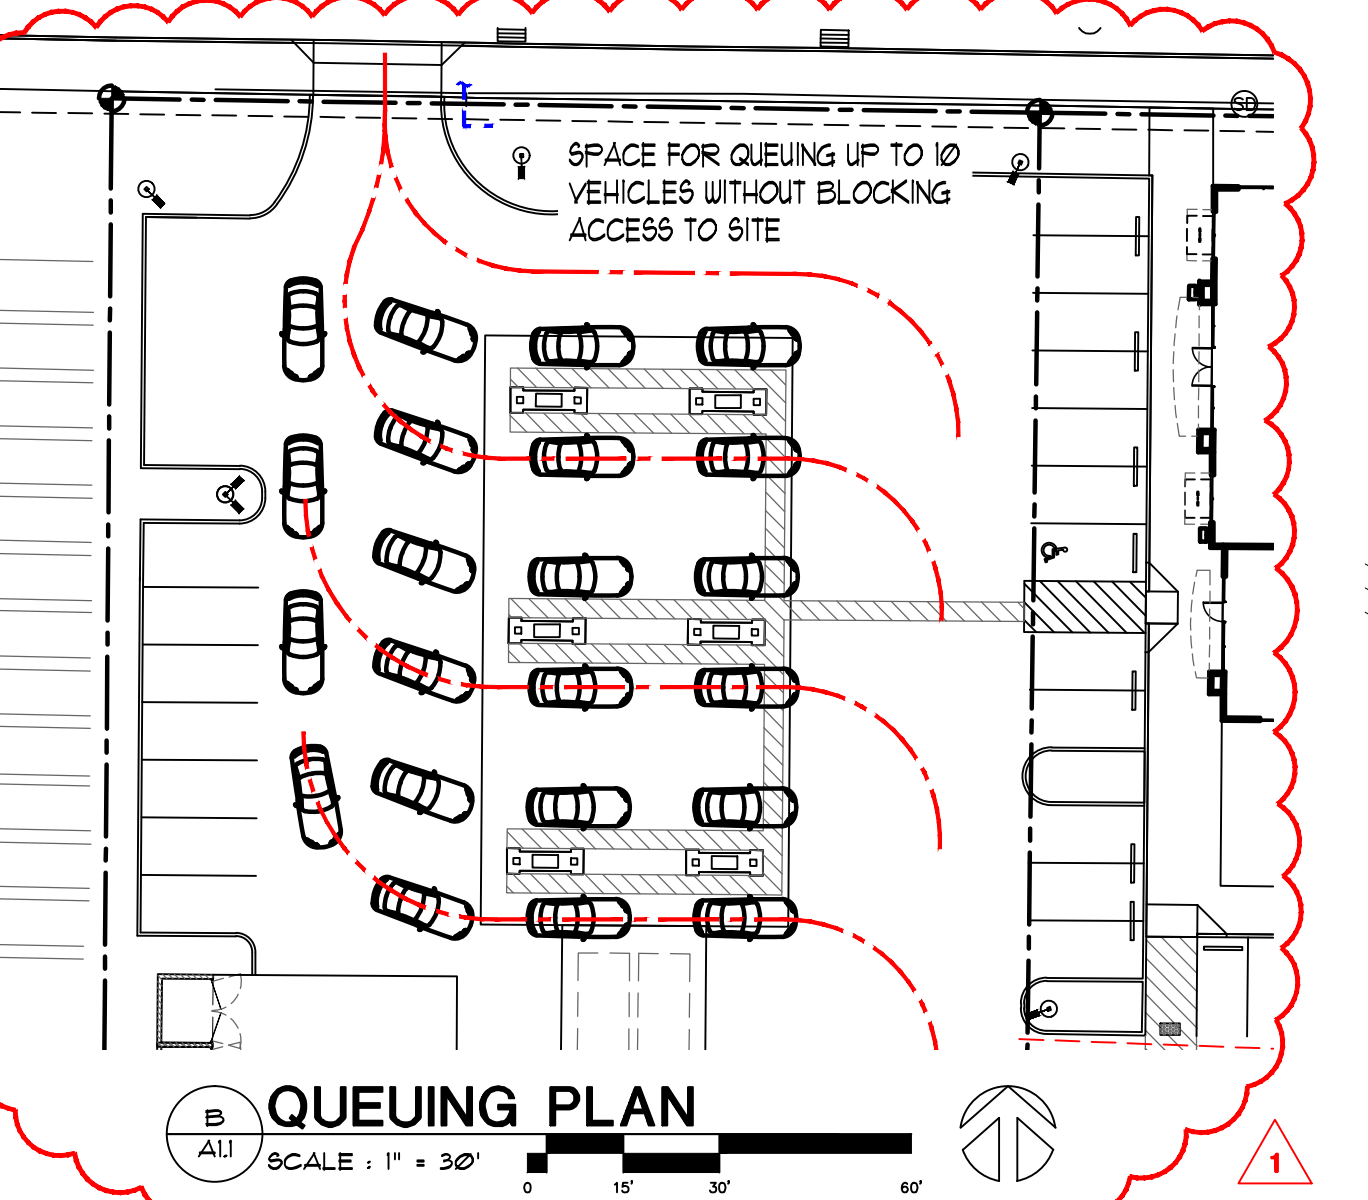 SD
SPACE FOR QUEUING UP TO 10
VEHICLES WITHOUT BLOCKING
ACCESS TO SITE
B
A1.1
QUEUING PLAN
SCALE : 1" = 30'
0 15' 30' 60'
1